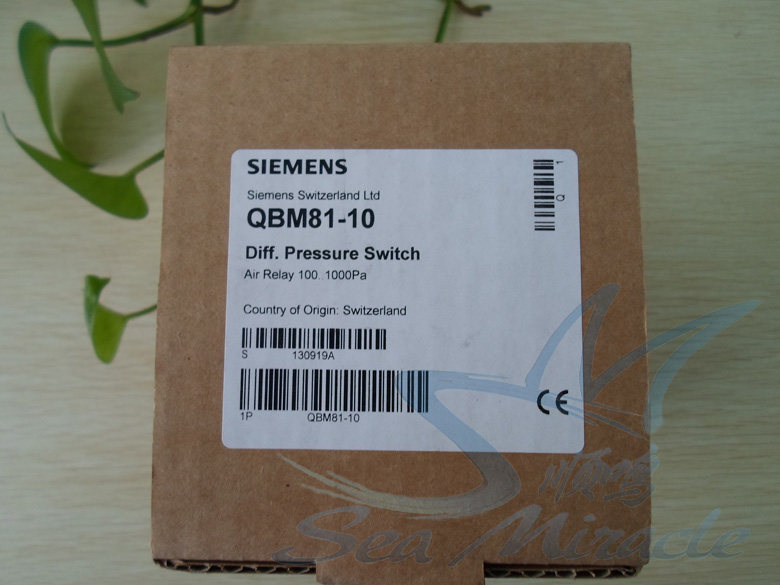 SIEMENS
Siemens Switzerland Ltd
QBM81-10
Diff. Pressure Switch
Air Relay 100. 1000Pa
Country of Origin: Switzerland
S 130919A
1P QBM81-10
Q 1
CE
Sea Miracle